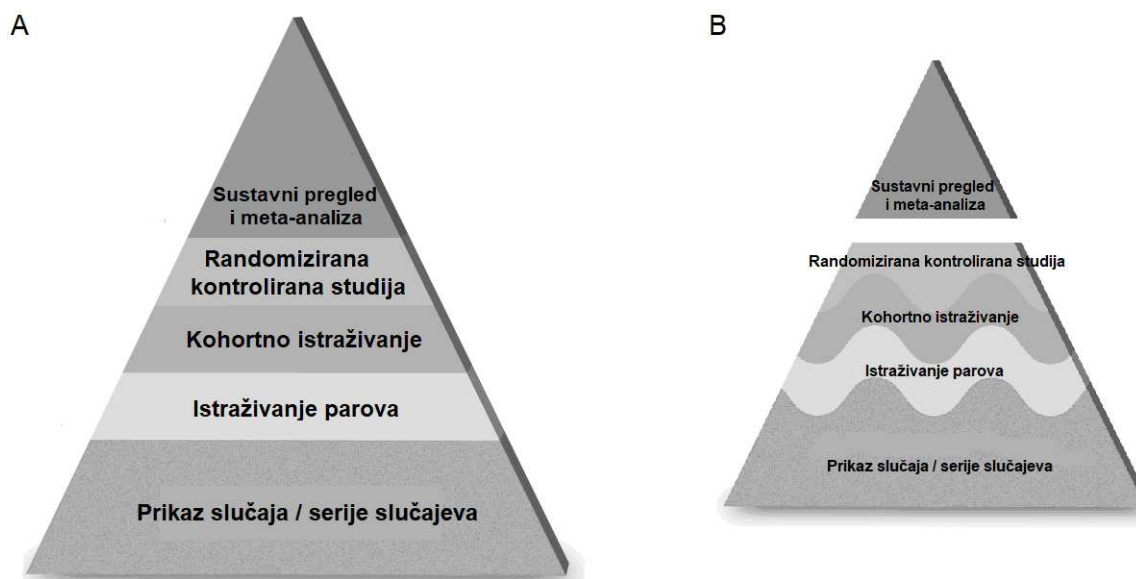 A
Sustavni pregled
i meta-analiza
Randomizirana
kontrolirana studija
Kohortno istraživanje
Istraživanje parova
Prikaz slučaja / serije slučajeva
B
Sustavni pregled
i meta-analiza
Randomizirana kontrolirana studija
Kohortno istraživanje
Istraživanje parova
Prikaz slučaja / serije slučajeva